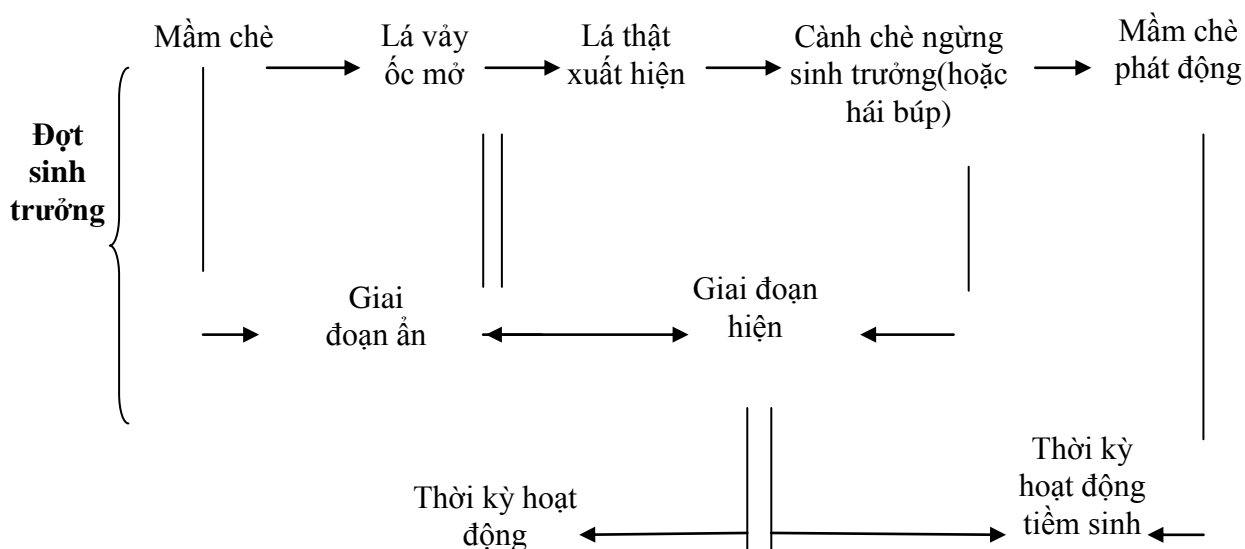 Mầm chè
Lá vảy
ốc mở
Lá thật
xuất hiện
Cành chè ngừng
sinh trưởng(hoặc
hái búp)
Mầm chè
phát động
Đợt
sinh
trưởng
Giai
đoạn ẩn
Giai đoạn
hiện
Thời kỳ hoạt
động
Thời kỳ
hoạt động
tiềm sinh